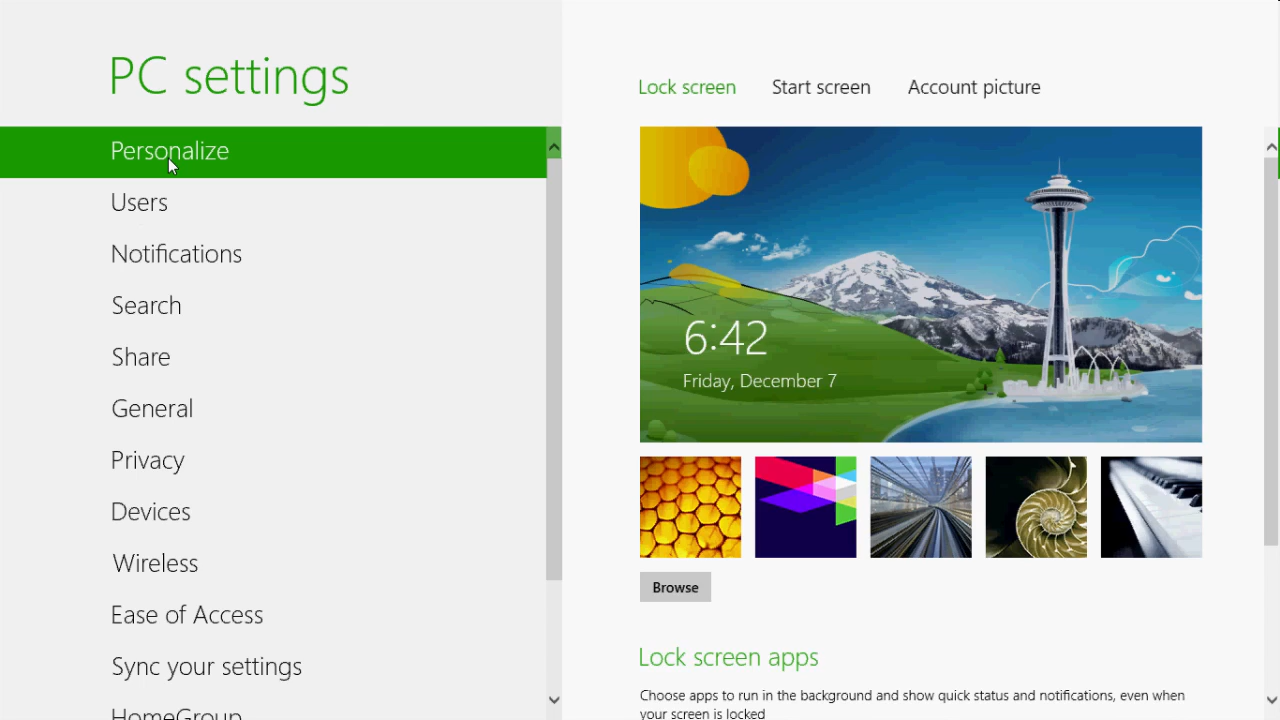 PC settings
Personalize
Users
Notifications
Search
Share
General
Privacy
Devices
Wireless
Ease of Access
Sync your settings
HomeGroup
Lock screen
Start screen
Account picture
6:42
Friday, December 7
Browse
Lock screen apps
Choose apps to run in the background and show quick status and notifications, even when
your screen is locked